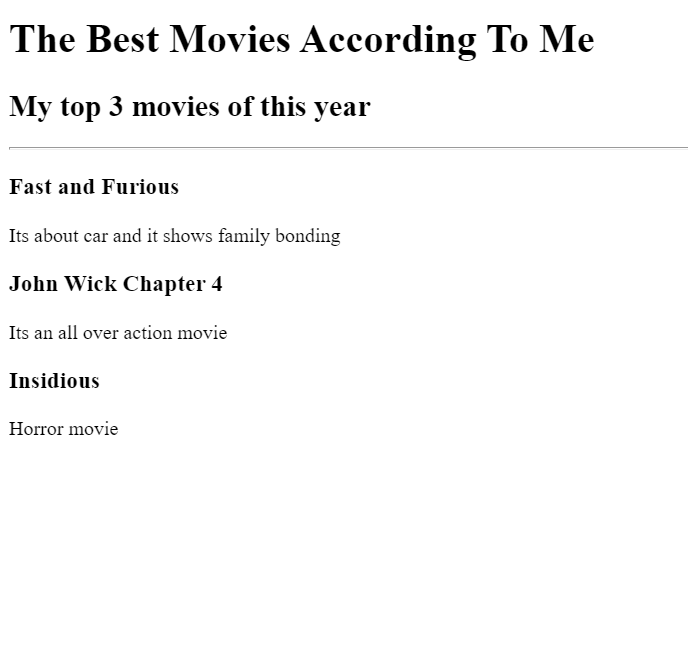 The Best Movies According To Me
My top 3 movies of this year
Fast and Furious
Its about car and it shows family bonding
John Wick Chapter 4
Its an all over action movie
Insidious
Horror movie